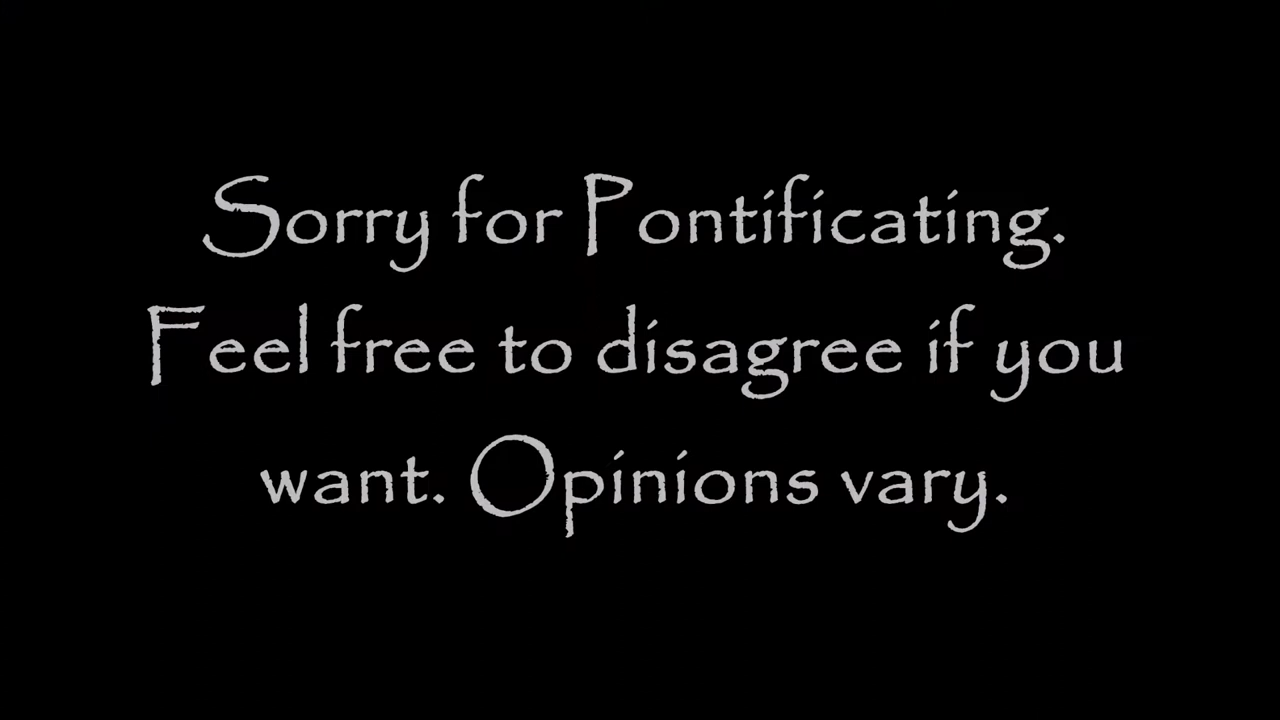 Sorry for Pontificating.
Feel free to disagree if you
want. Opinions vary.